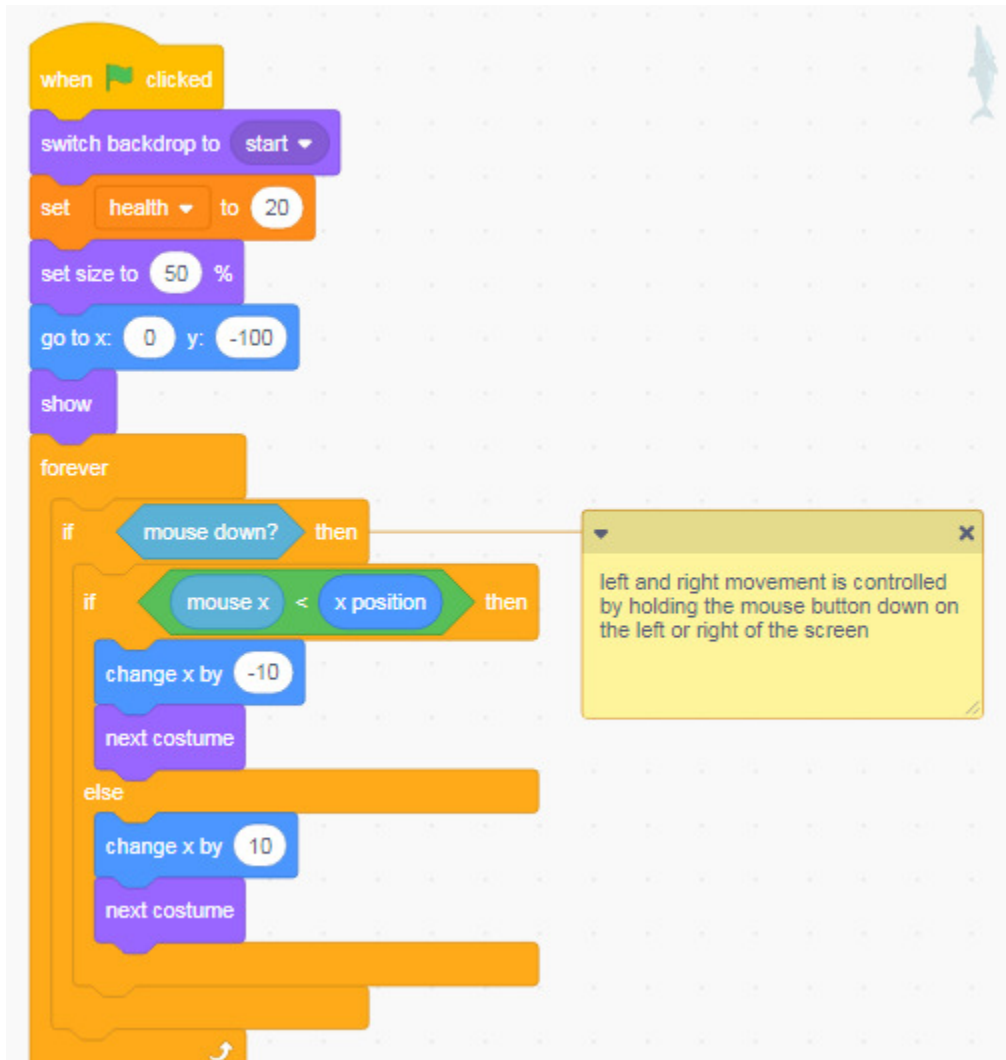 when clicked
switch backdrop to start
set health to 20
set size to 50 %
go to x: 0 y: -100
show
forever
if mouse down? then
if mouse x < x position then
change x by -10
next costume
else
change x by 10
next costume
left and right movement is controlled
by holding the mouse button down on
the left or right of the screen